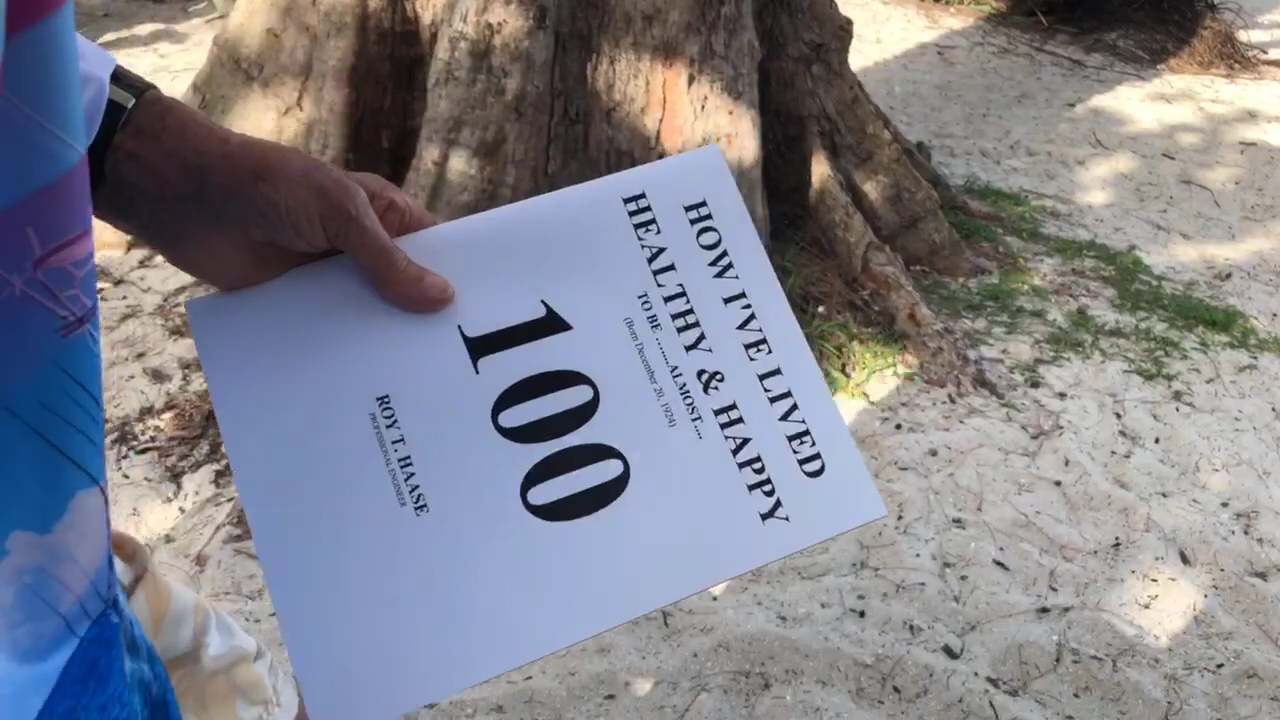 HOW I'VE LIVED
HEALTHY & HAPPY
TO BE .......ALMOST....
(Born December 20, 1924)
100
ROY T. HAASE
PROFESSIONAL ENGINEER